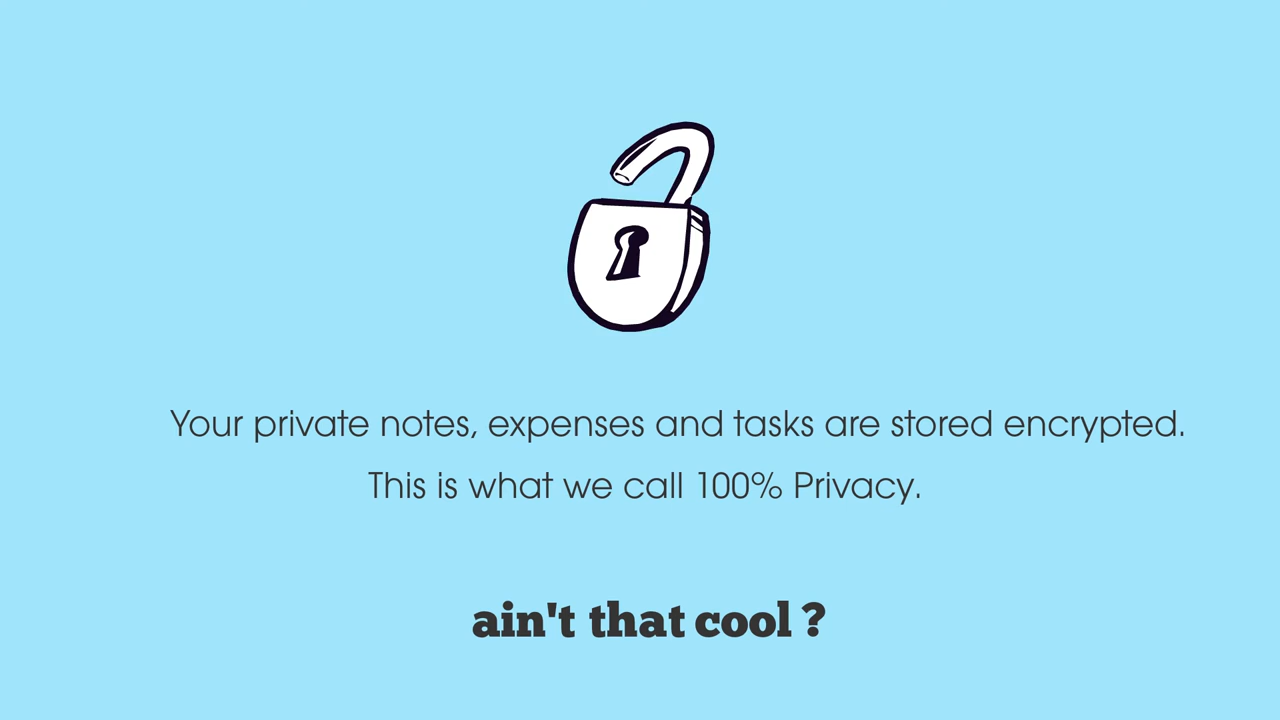 Your private notes, expenses and tasks are stored encrypted.
This is what we call 100% Privacy.
ain't that cool ?